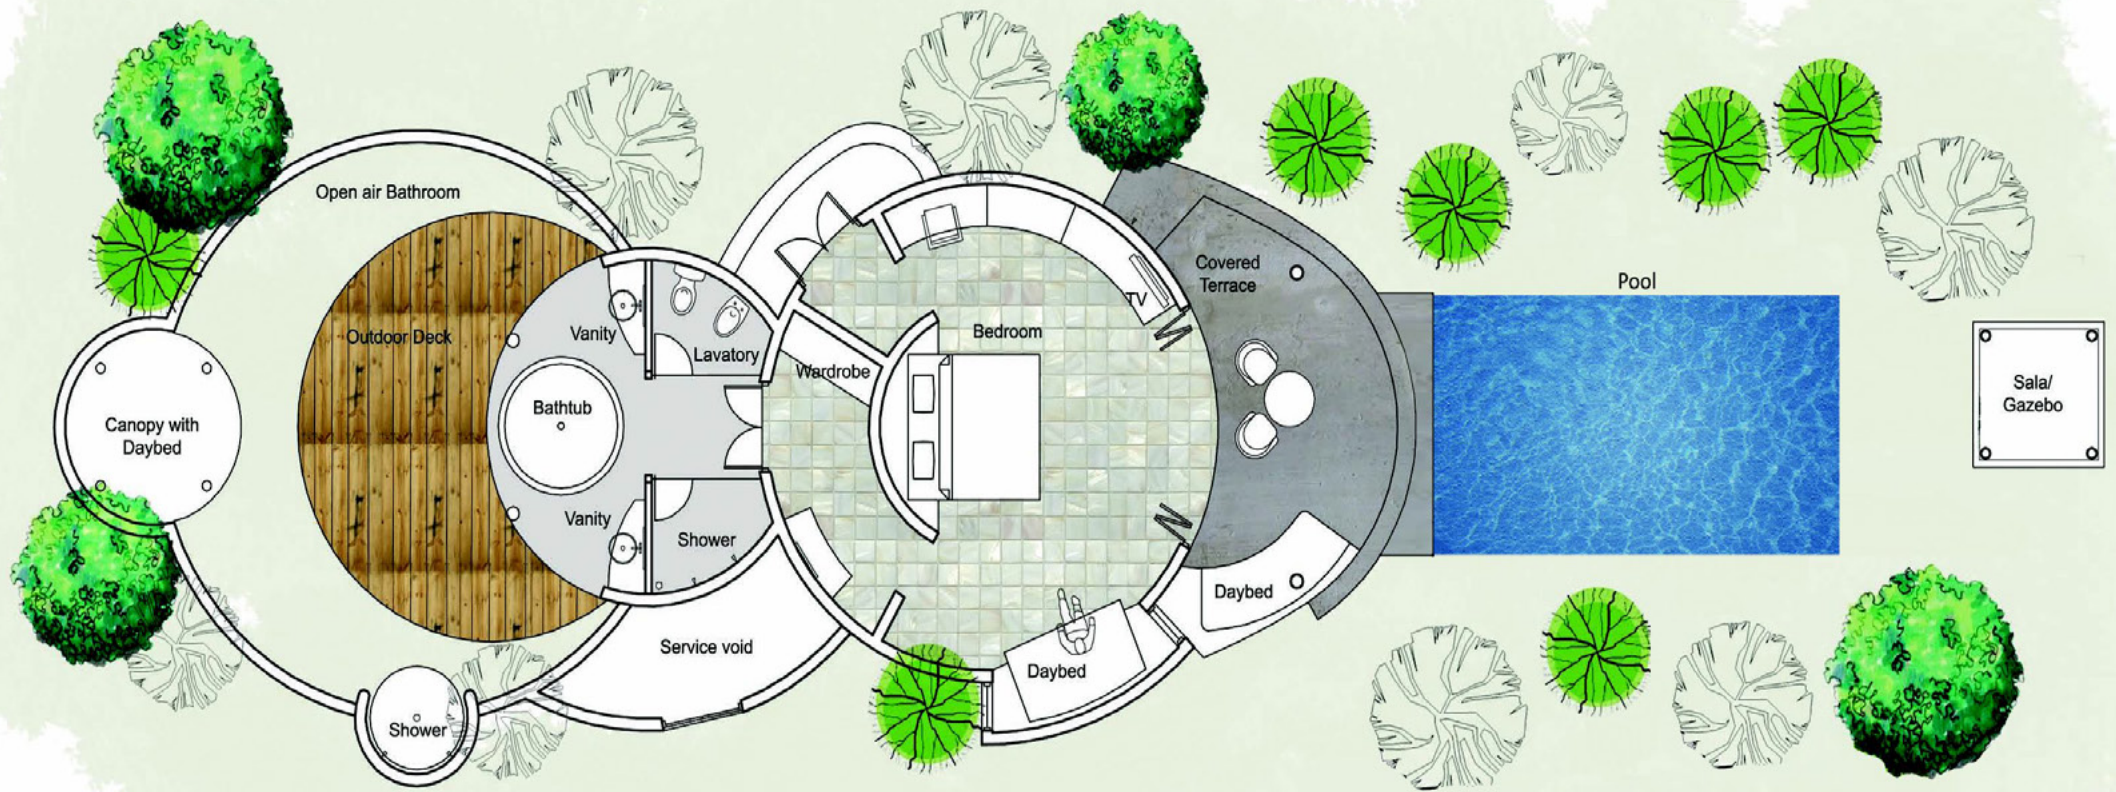 Open air Bathroom
Outdoor Deck
Canopy with
Daybed
Bathtub
Vanity
Lavatory
Vanity
Shower
Shower
Service void
Wardrobe
Bedroom
TV
Covered
Terrace
Daybed
Daybed
Pool
Sala/
Gazebo